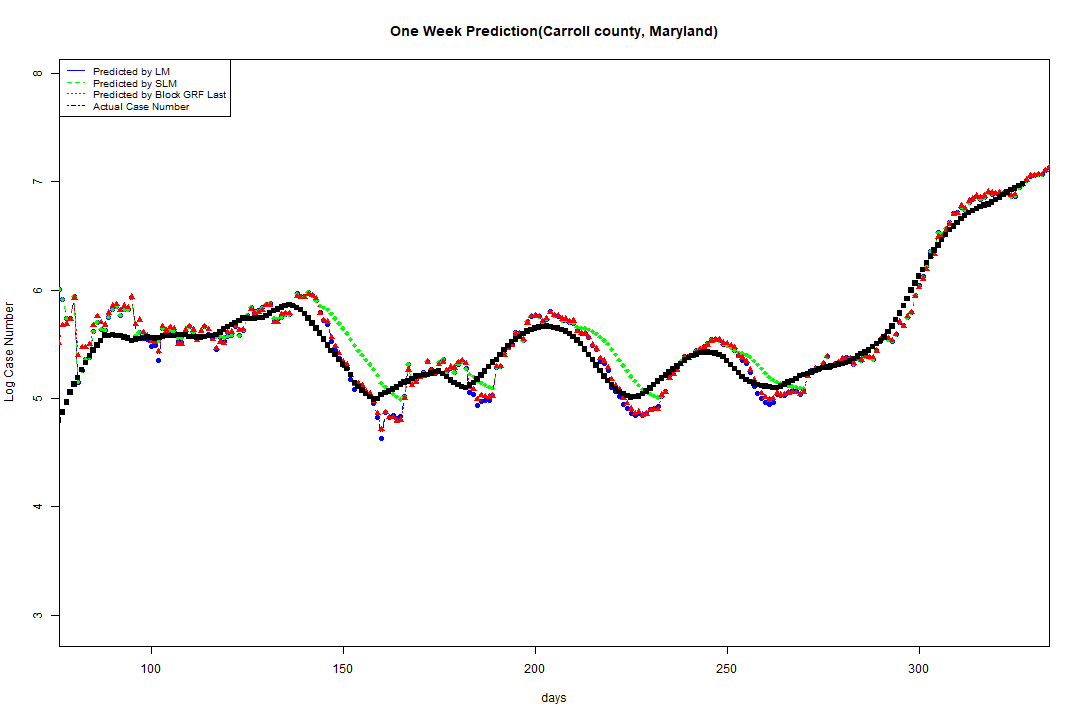 One Week Prediction(Carroll county, Maryland)
Predicted by LM
Predicted by SLM
Predicted by Block GRF Last
Actual Case Number
8
7
6
5
4
3
Log Case Number
100 150 200 250 300
days